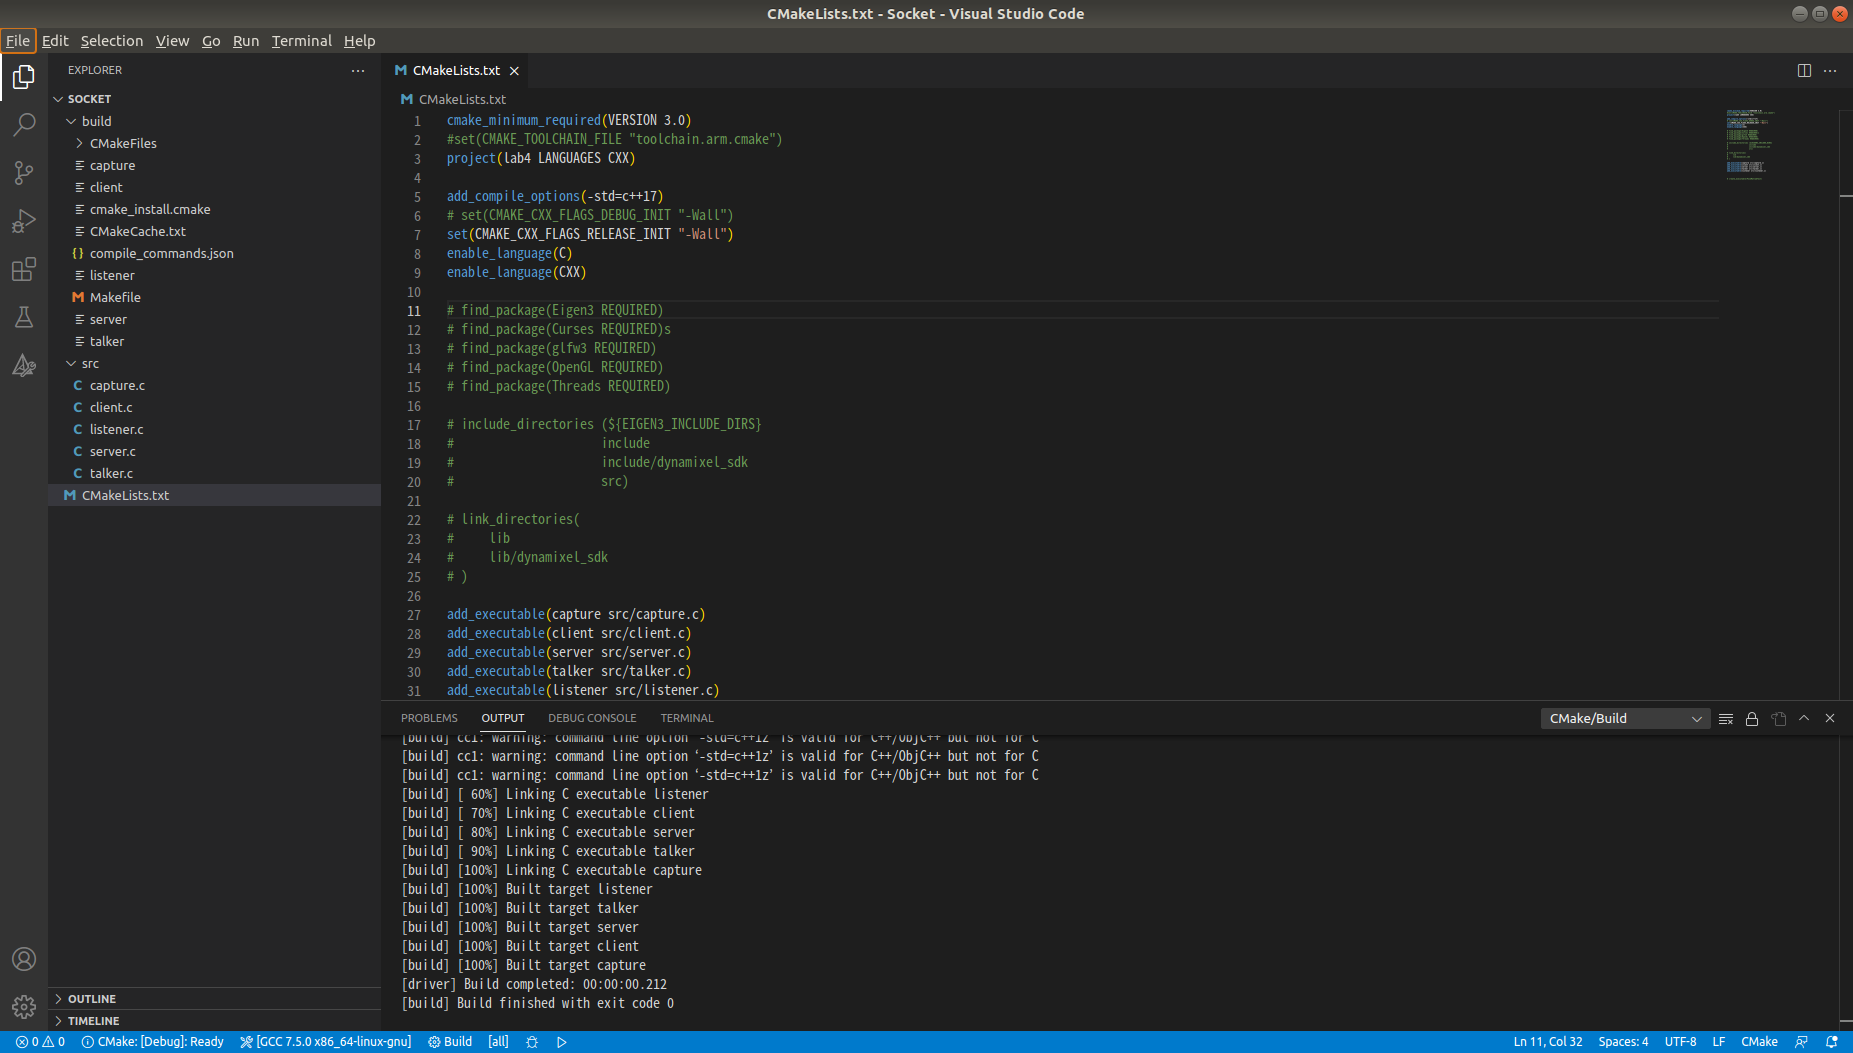 CMakeLists.txt - Socket - Visual Studio Code
File Edit Selection View Go Run Terminal Help
EXPLORER
SOCKET
build
CMakeFiles
capture
client
cmake_install.cmake
CMakeCache.txt
{} compile_commands.json
listener
M Makefile
server
talker
src
C capture.c
C client.c
C listener.c
C server.c
C talker.c
M CMakeLists.txt
OUTLINE
TIMELINE
M CMakeLists.txt
M CMakeLists.txt
1 cmake_minimum_required(VERSION 3.0)
2 #set(CMAKE_TOOLCHAIN_FILE "toolchain.arm.cmake")
3 project(lab4 LANGUAGES CXX)
4
5 add_compile_options(-std=c++17)
6 # set(CMAKE_CXX_FLAGS_DEBUG_INIT "-Wall")
7 set(CMAKE_CXX_FLAGS_RELEASE_INIT "-Wall")
8 enable_language(C)
9 enable_language(CXX)
10
11 # find_package(Eigen3 REQUIRED)
12 # find_package(Curses REQUIRED)s
13 # find_package(glfw3 REQUIRED)
14 # find_package(OpenGL REQUIRED)
15 # find_package(Threads REQUIRED)
16
17 # include_directories (${EIGEN3_INCLUDE_DIRS}
18 # include
19 # include/dynamixel_sdk
20 # src)
21
22 # link_directories(
23 # lib
24 # lib/dynamixel_sdk
25 # )
26
27 add_executable(capture src/capture.c)
28 add_executable(client src/client.c)
29 add_executable(server src/server.c)
30 add_executable(talker src/talker.c)
31 add_executable(listener src/listener.c)
PROBLEMS OUTPUT DEBUG CONSOLE TERMINAL CMake/Build
[build] cc1: warning: command line option ‘-std=c++1z’ is valid for C++/ObjC++ but not for C
[build] cc1: warning: command line option ‘-std=c++1z’ is valid for C++/ObjC++ but not for C
[build] cc1: warning: command line option ‘-std=c++1z’ is valid for C++/ObjC++ but not for C
[build] [ 60%] Linking C executable listener
[build] [ 70%] Linking C executable client
[build] [ 80%] Linking C executable server
[build] [ 90%] Linking C executable talker
[build] [100%] Linking C executable capture
[build] [100%] Built target listener
[build] [100%] Built target talker
[build] [100%] Built target server
[build] [100%] Built target client
[build] [100%] Built target capture
[driver] Build completed: 00:00:00.212
[build] Build finished with exit code 0
0 0 CMake: [Debug]: Ready [GCC 7.5.0 x86_64-linux-gnu] Build [all] Ln 11, Col 32 Spaces: 4 UTF-8 LF CMake